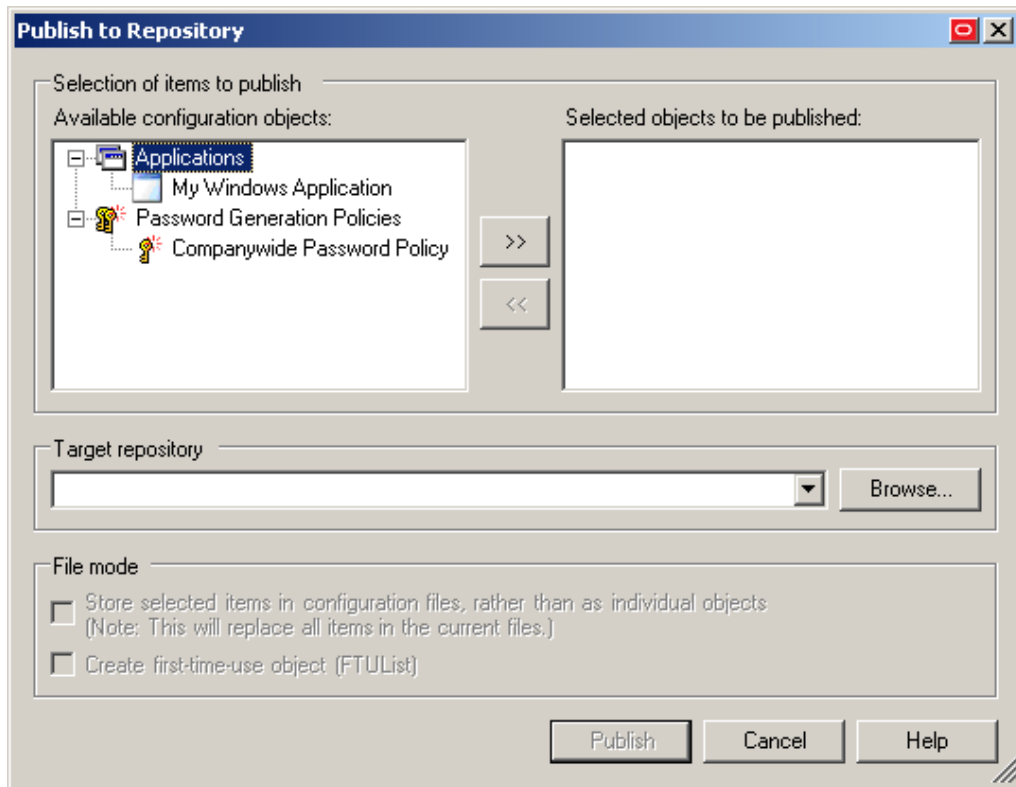 Publish to Repository
Selection of items to publish
Available configuration objects:
Selected objects to be published:
Applications
My Windows Application
Password Generation Policies
Companywide Password Policy
>>
<<
Target repository
Browse...
File mode
Store selected items in configuration files, rather than as individual objects
(Note: This will replace all items in the current files.)
Create first-time-use object (FTUList)
Publish
Cancel
Help